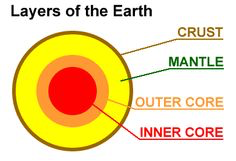 Layers of the Earth
CRUST
MANTLE
OUTER CORE
INNER CORE